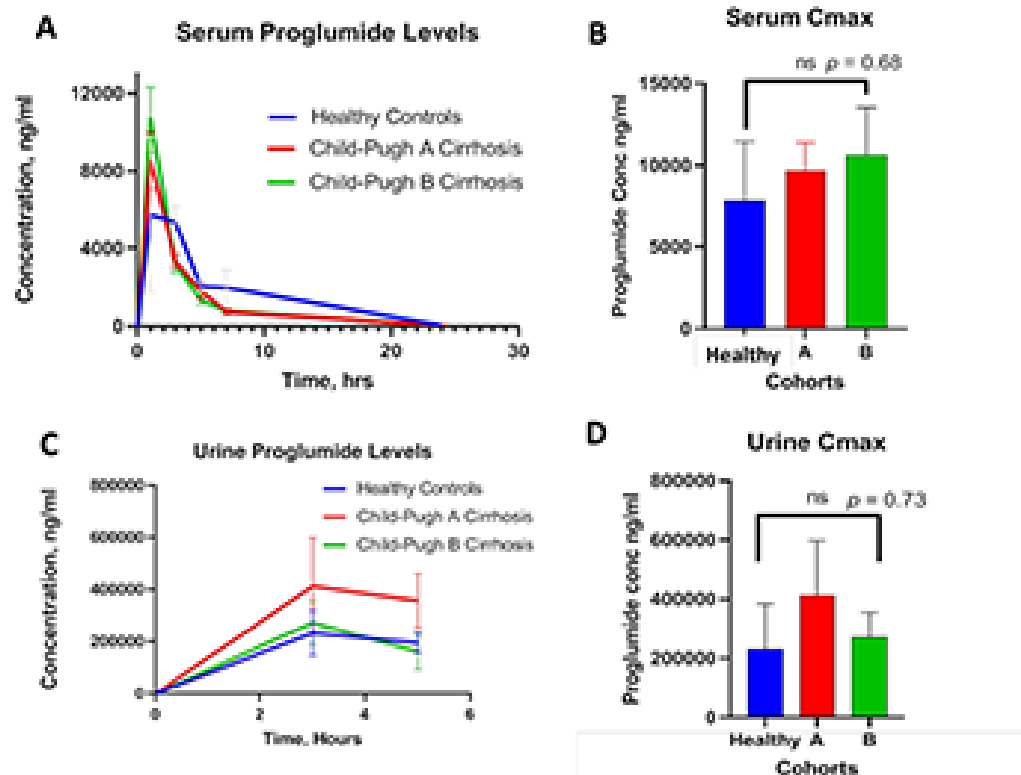 A
Serum Proglumide Levels
Concentration, ng/ml
12000
8000
4000
0
Healthy Controls
Child-Pugh A Cirrhosis
Child-Pugh B Cirrhosis
0 10 20 30
Time, hrs
B
Serum Cmax
ns p = 0.68
Proglumide Conc ng/ml
15000
10000
5000
0
Healthy A B
Cohorts
C
Urine Proglumide Levels
Concentration, ng/ml
800000
600000
400000
200000
0
Healthy Controls
Child-Pugh A Cirrhosis
Child-Pugh B Cirrhosis
0 2 4 6
Time, Hours
D
Urine Cmax
ns p = 0.73
Proglumide conc ng/ml
800000
600000
400000
200000
0
Healthy A B
Cohorts